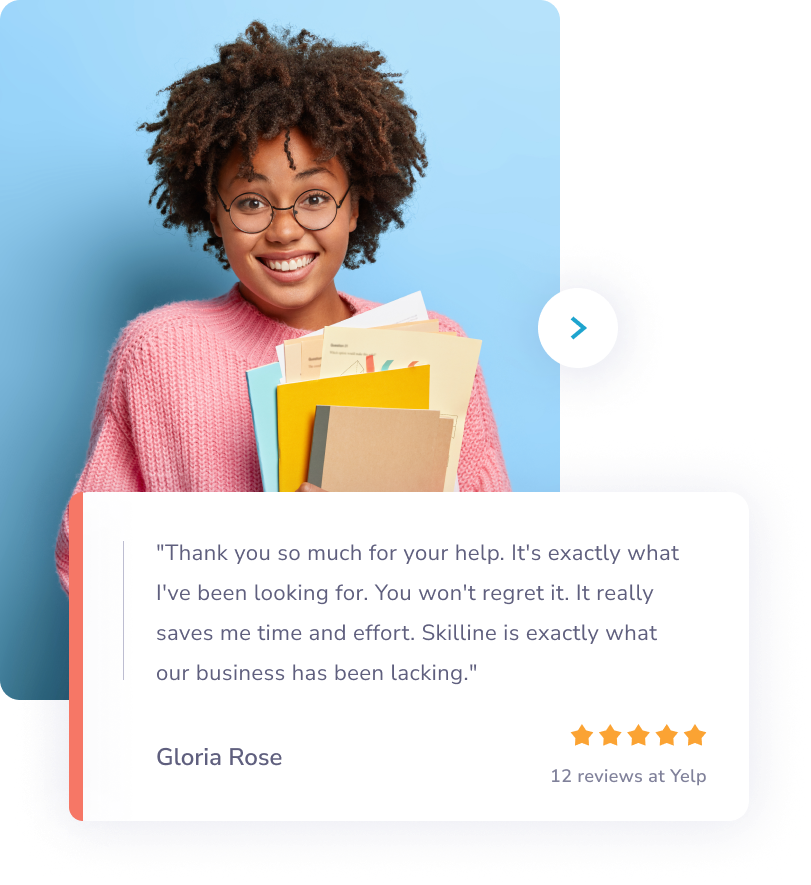 "Thank you so much for your help. It's exactly what
I've been looking for. You won't regret it. It really
saves me time and effort. Skilline is exactly what
our business has been lacking."
Gloria Rose
12 reviews at Yelp